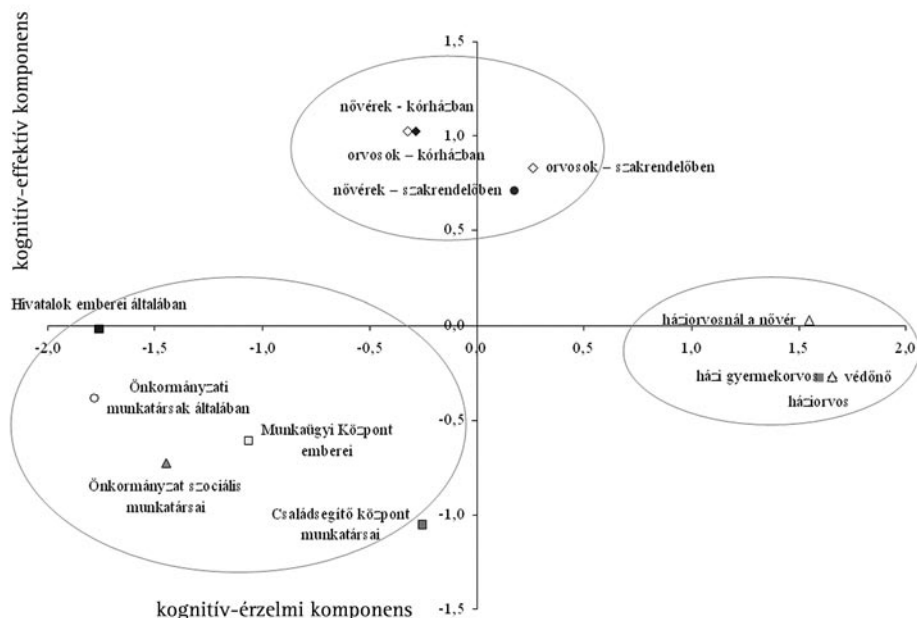 1,5
kognitív-effektív komponens
nővérek - kórházban
1,0
orvosok – kórházban
orvosok – szakrendelőben
nővérek – szakrendelőben
0,5
Hivatalok emberei általában
háziorvosnál a nővér
0,0
-2,0 -1,5 -1,0 -0,5 0,0 0,5 1,0 1,5 2,0
házi gyermekorvos védőnő
háziorvos
Önkormányzati
munkatársak általában
Munkaügyi Központ
emberei
-0,5
Önkormányzat szociális
munkatársai
Családsegítő központ
munkatársai
-1,0
kognitív-érzelmi komponens
-1,5